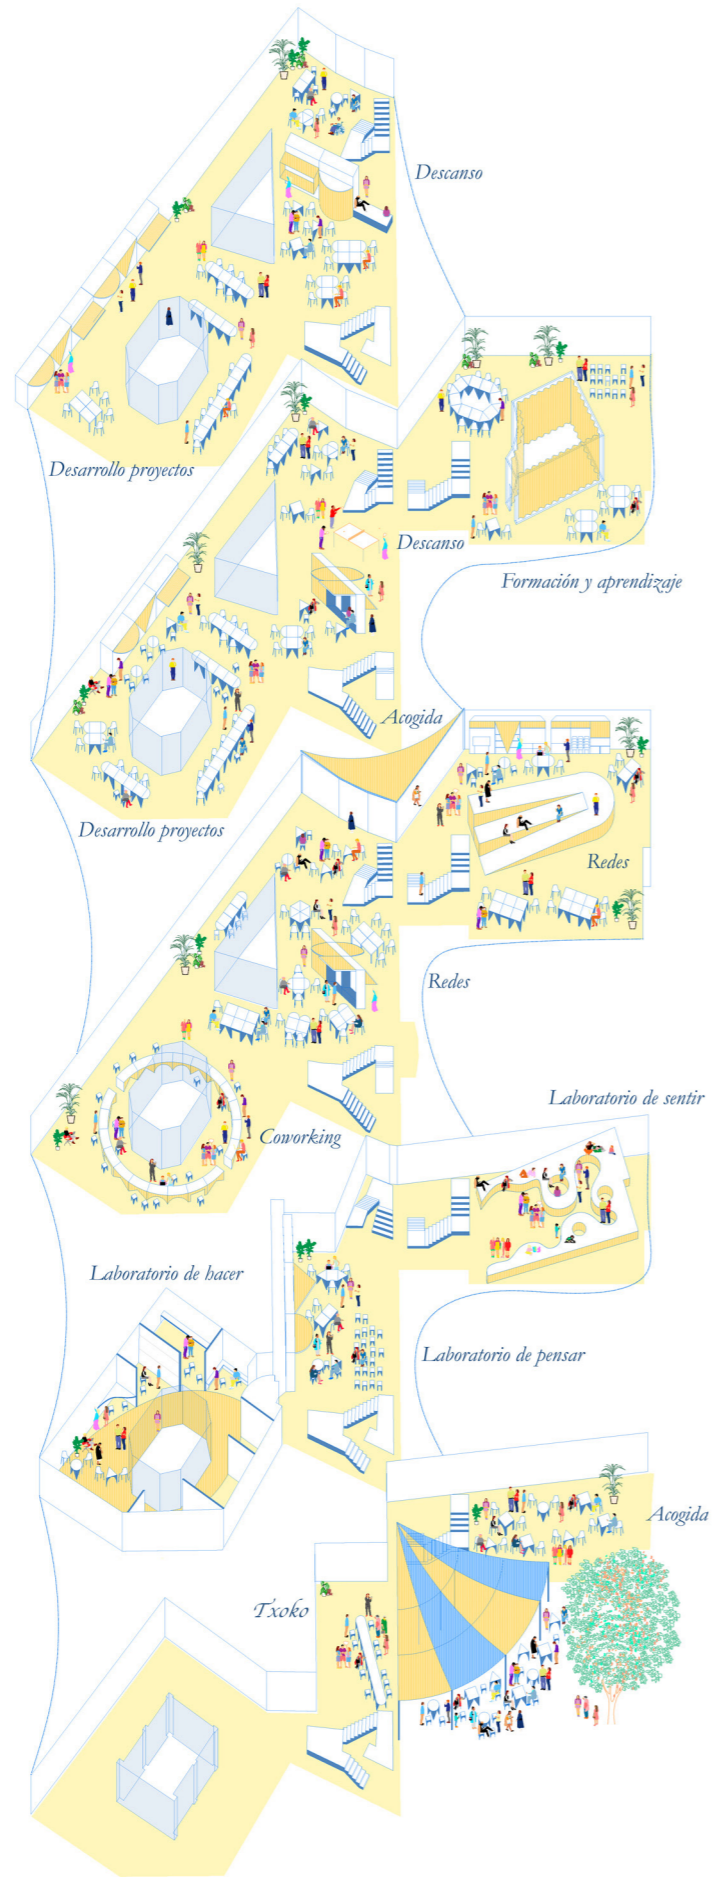 Descanso
Desarrollo proyectos
Descanso
Formación y aprendizaje
Acogida
Desarrollo proyectos
Redes
Redes
Laboratorio de sentir
Coworking
Laboratorio de hacer
Laboratorio de pensar
Acogida
Txoko